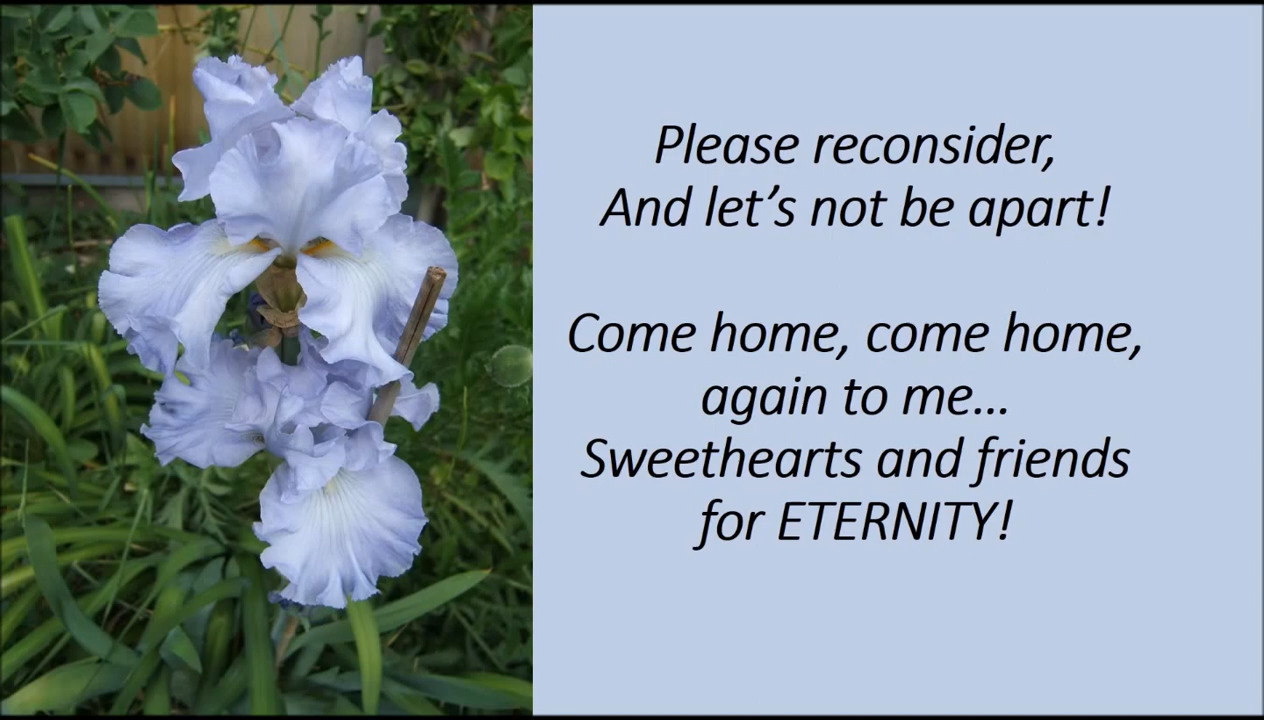 Please reconsider,
And let’s not be apart!
Come home, come home,
again to me...
Sweethearts and friends
for ETERNITY!